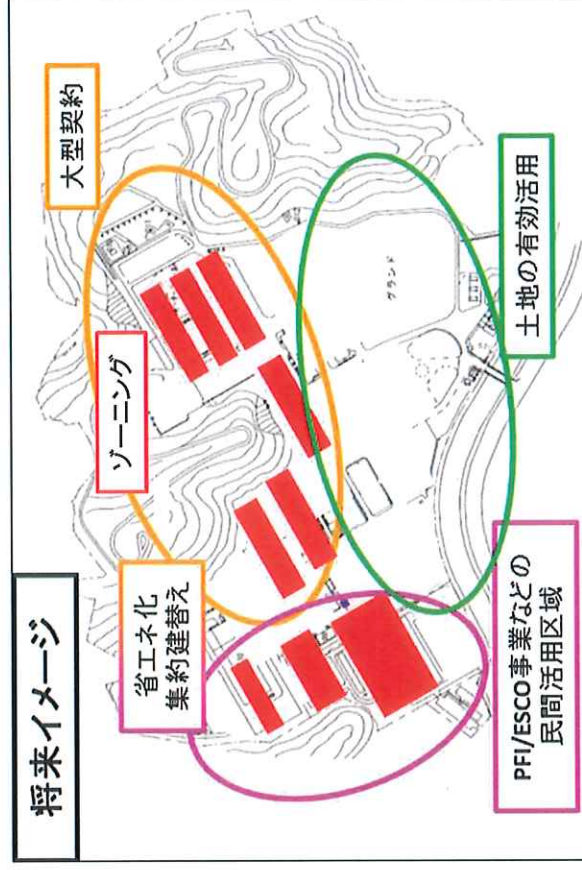 将来イメージ
大型契約
ゾーニング
省エネ化
集約建替え
グランド
土地の有効活用
PFI/ESCO事業などの
民間活用区域